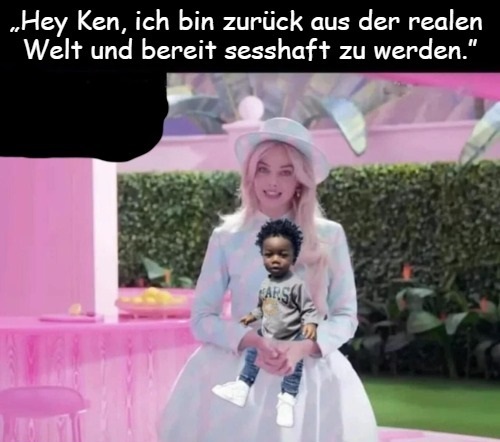 „Hey Ken, ich bin zurück aus der realen
Welt und bereit sesshaft zu werden.”